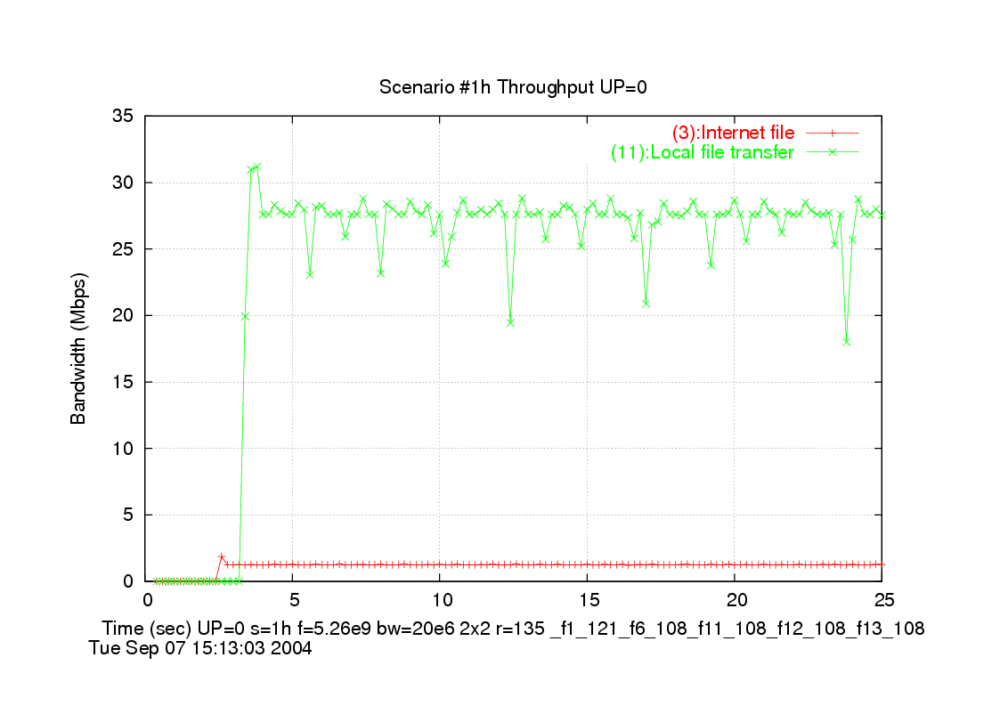 Scenario #1h Throughput UP=0
35
30
25
20
15
10
5
0
Bandwidth (Mbps)
(3):Internet file
(11):Local file transfer
0 5 10 15 20 25
Time (sec) UP=0 s=1h f=5.26e9 bw=20e6 2x2 r=135 _f1_121_f6_108_f11_108_f12_108_f13_108
Tue Sep 07 15:13:03 2004